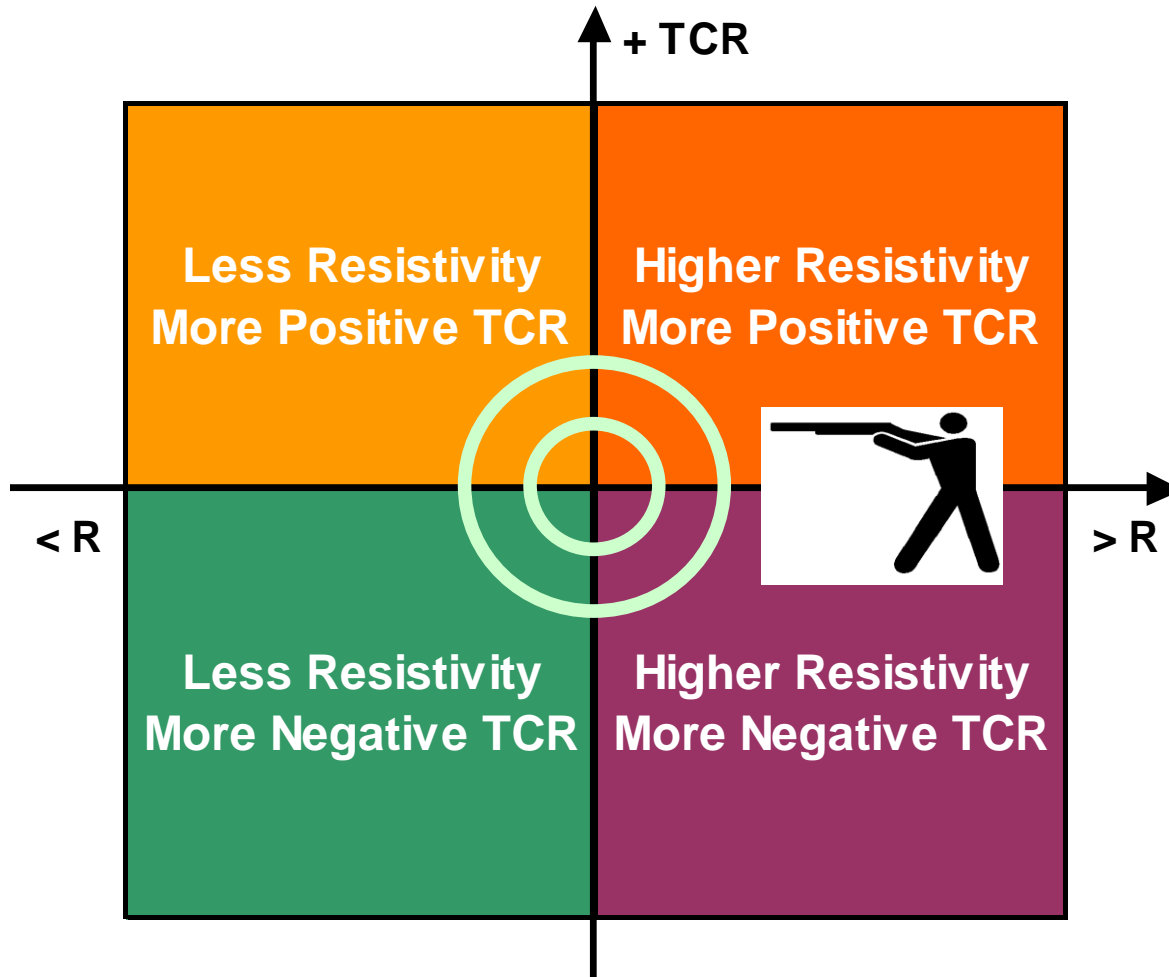 + TCR
Less Resistivity
More Positive TCR
Higher Resistivity
More Positive TCR
< R
> R
Less Resistivity
More Negative TCR
Higher Resistivity
More Negative TCR